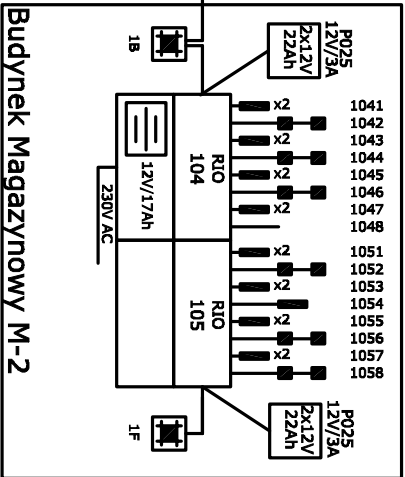 Budynek Magazynowy M-2
1B
P025
12V/3A
2x12V
22Ah
1041
x2
1042
1043
x2
1044
1045
x2
1046
1047
x2
1048
RIO
104
12V/17Ah
230V AC
1051
x2
1052
1053
x2
1054
1055
x2
1056
1057
x2
1058
RIO
105
1F
P025
12V/3A
2x12V
22Ah